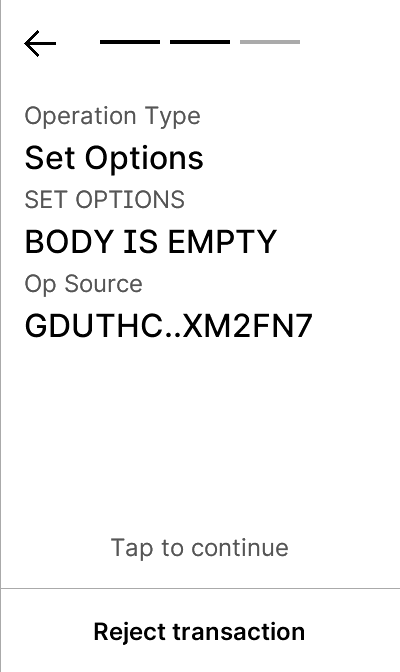 Operation Type
Set Options
SET OPTIONS
BODY IS EMPTY
Op Source
GDUTHC..XM2FN7
Tap to continue
Reject transaction